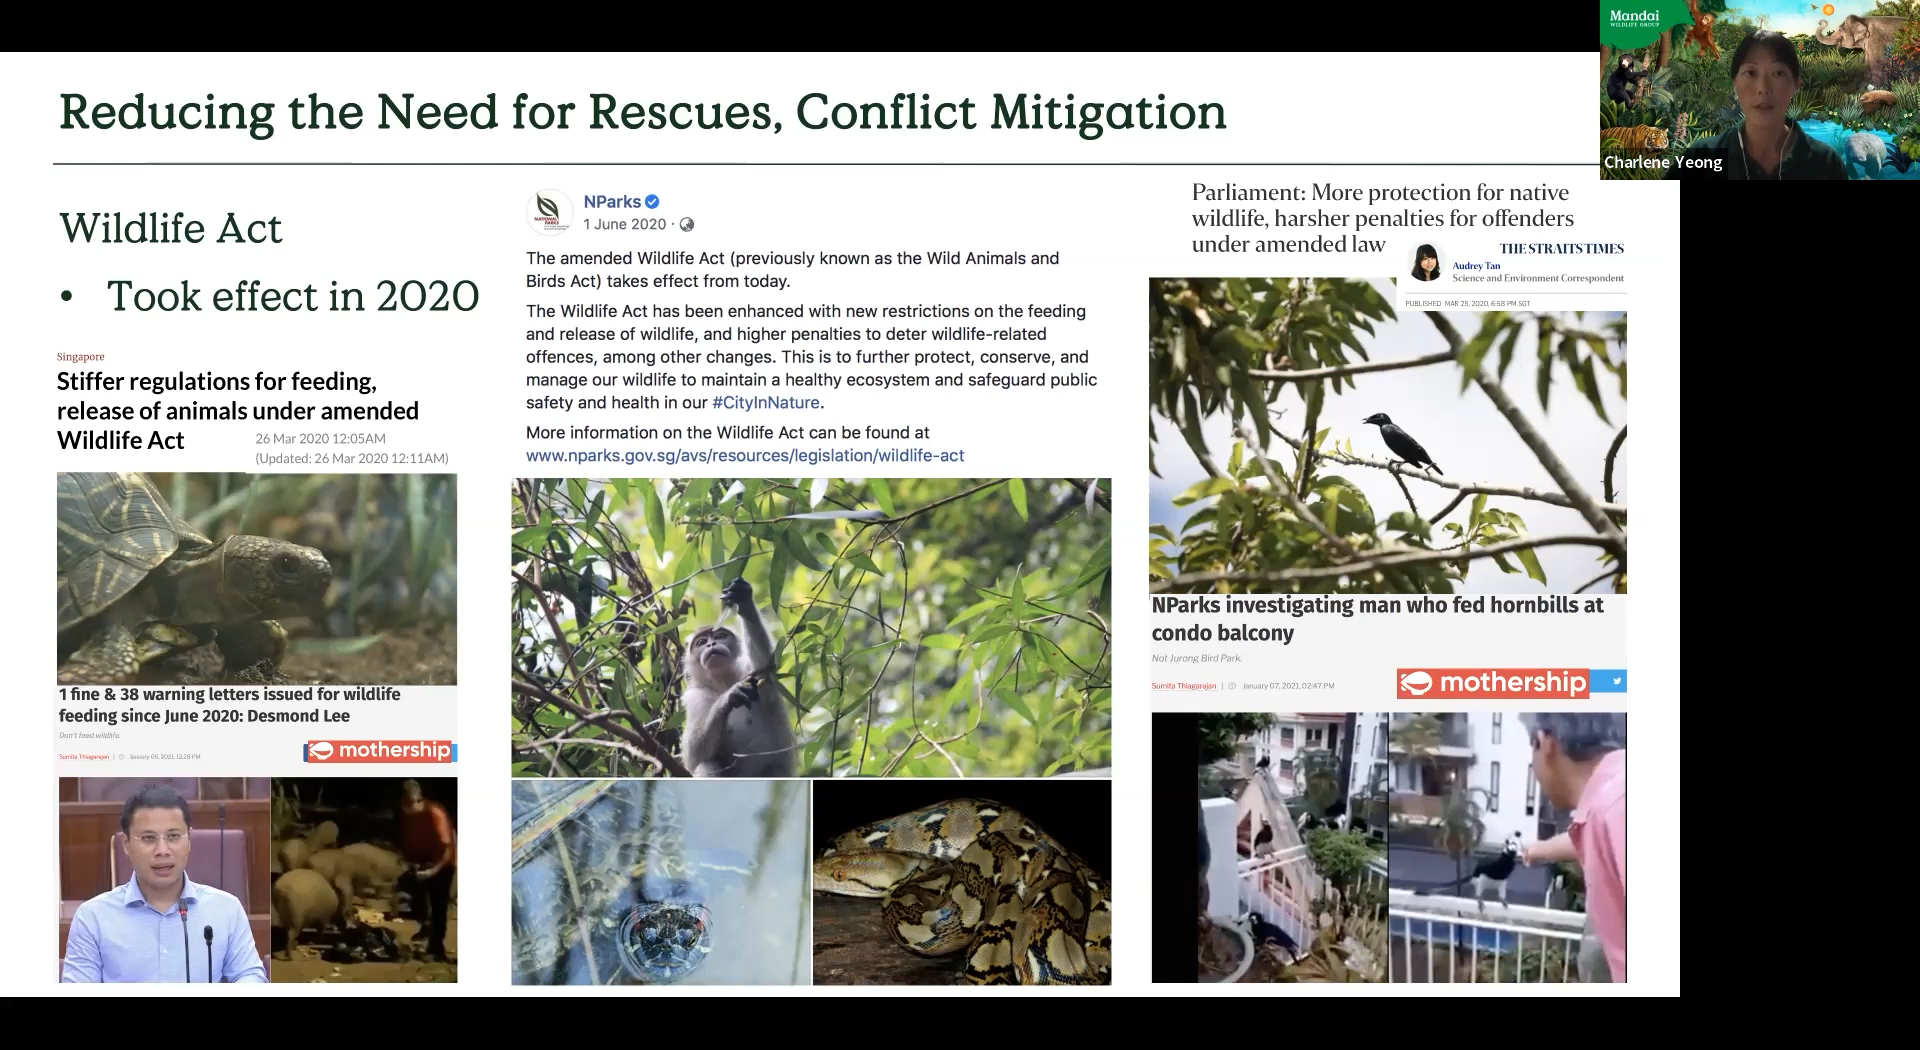 Mandai
WILDLIFE GROUP
Charlene Yeong
Reducing the Need for Rescues, Conflict Mitigation
Wildlife Act
• Took effect in 2020
Singapore
Stiffer regulations for feeding,
release of animals under amended
Wildlife Act
26 Mar 2020 12:05AM
(Updated: 26 Mar 2020 12:11AM)
1 fine & 38 warning letters issued for wildlife
feeding since June 2020: Desmond Lee
Don't feed wildlife.
Sumita Thiagarajan | January 06, 2021, 12:28 PM
mothership
NATIONAL
PARKS
NParks
1 June 2020 ·
The amended Wildlife Act (previously known as the Wild Animals and
Birds Act) takes effect from today.
The Wildlife Act has been enhanced with new restrictions on the feeding
and release of wildlife, and higher penalties to deter wildlife-related
offences, among other changes. This is to further protect, conserve, and
manage our wildlife to maintain a healthy ecosystem and safeguard public
safety and health in our #CityInNature.
More information on the Wildlife Act can be found at
www.nparks.gov.sg/avs/resources/legislation/wildlife-act
Parliament: More protection for native
wildlife, harsher penalties for offenders
under amended law
THE STRAITS TIMES
Audrey Tan
Science and Environment Correspondent
PUBLISHED MAR 25, 2020, 6:58 PM SGT
NParks investigating man who fed hornbills at
condo balcony
Not Jurong Bird Park.
Sumita Thiagarajan | January 07, 2021, 02:47 PM
mothership